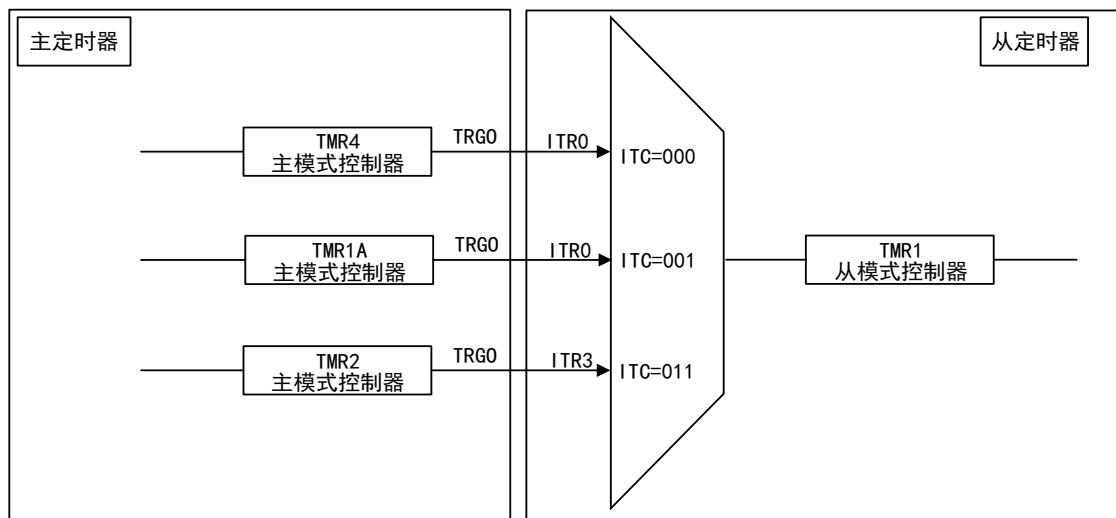 主定时器
从定时器
TMR4
主模式控制器
TRGO
ITR0
ITC=000
TMR1A
主模式控制器
TRGO
ITR0
ITC=001
TMR1
从模式控制器
TMR2
主模式控制器
TRGO
ITR3
ITC=011